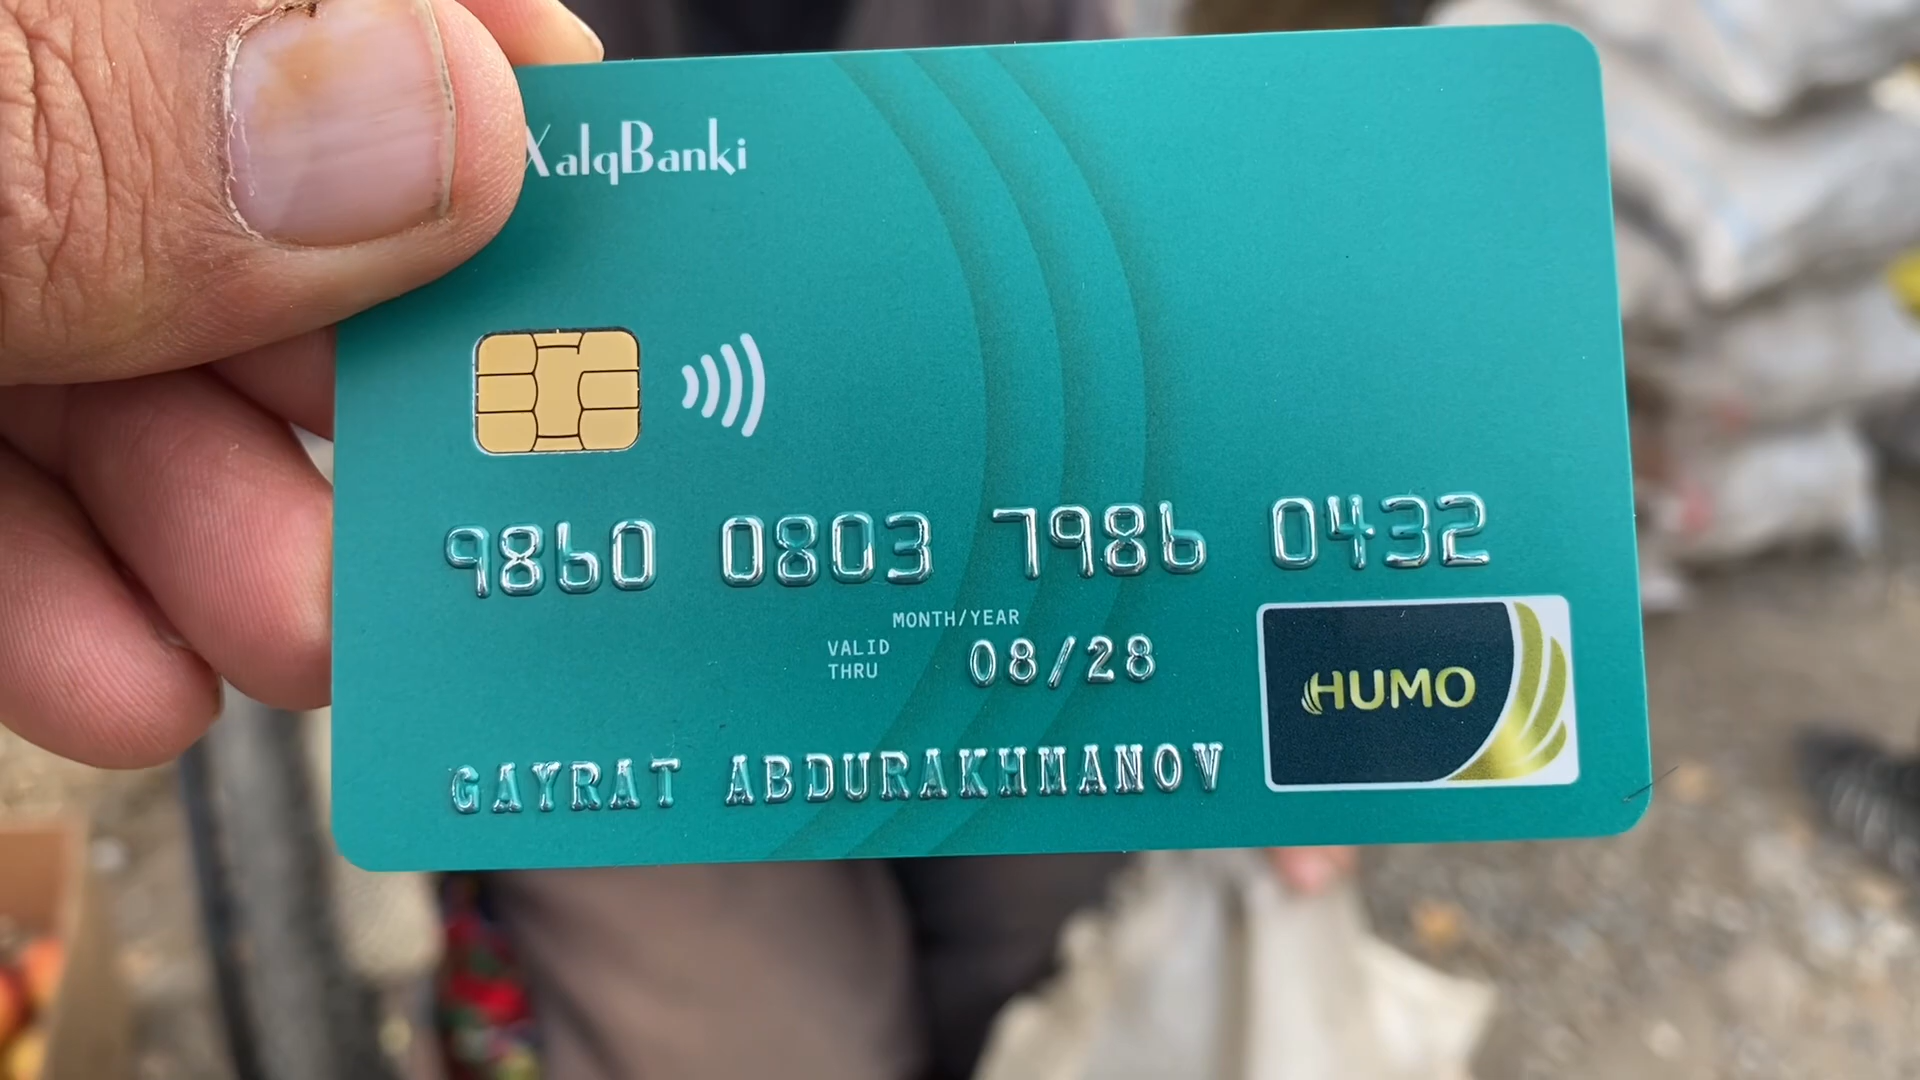 XalqBanki
9860 0803 7986 0432
MONTH/YEAR
VALID THRU 08/28
HUMO
GAYRAT ABDURAKHMANOV